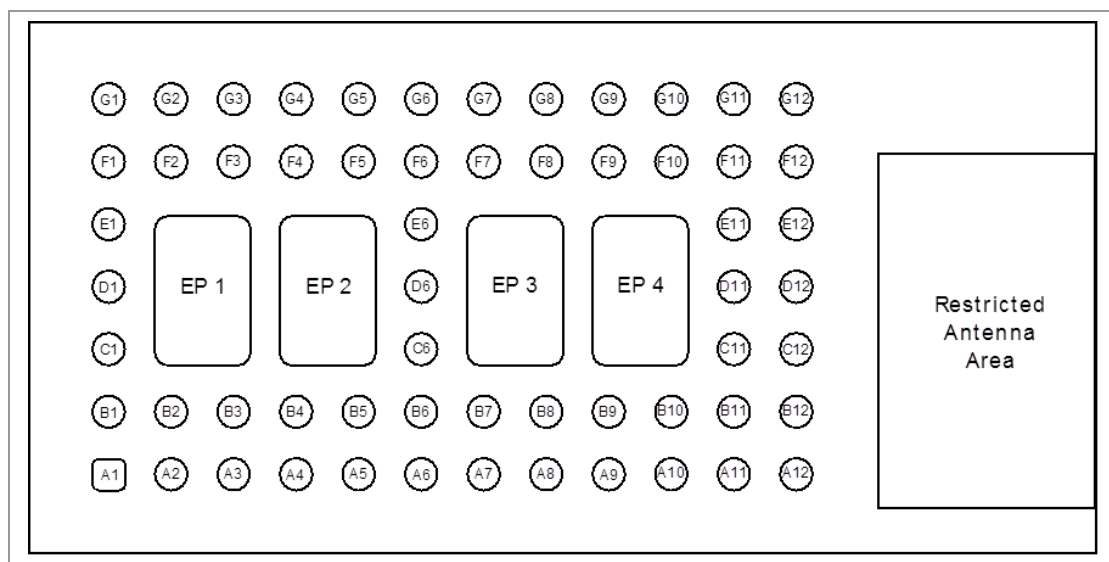 G1 G2 G3 G4 G5 G6 G7 G8 G9 G10 G11 G12
F1 F2 F3 F4 F5 F6 F7 F8 F9 F10 F11 F12
E1 E6 E11 E12
D1 EP 1 EP 2 D6 EP 3 EP 4 D11 D12
C1 C6 C11 C12
B1 B2 B3 B4 B5 B6 B7 B8 B9 B10 B11 B12
A1 A2 A3 A4 A5 A6 A7 A8 A9 A10 A11 A12
Restricted
Antenna
Area